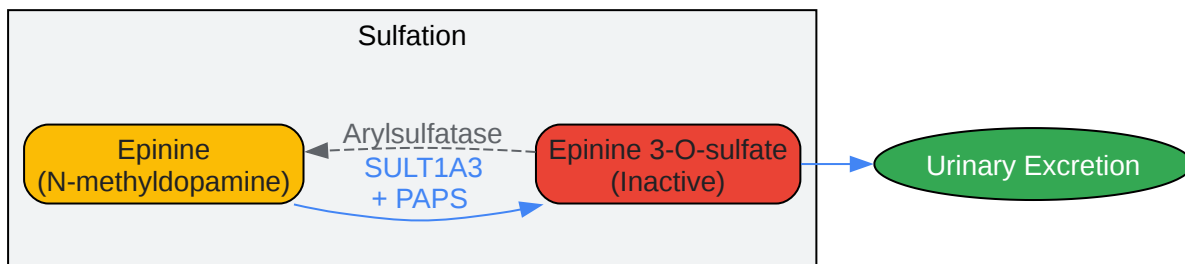 Sulfation
Epinine
(N-methyldopamine)
Arylsulfatase
SULT1A3
+ PAPS
Epinine 3-O-sulfate
(Inactive)
Urinary Excretion